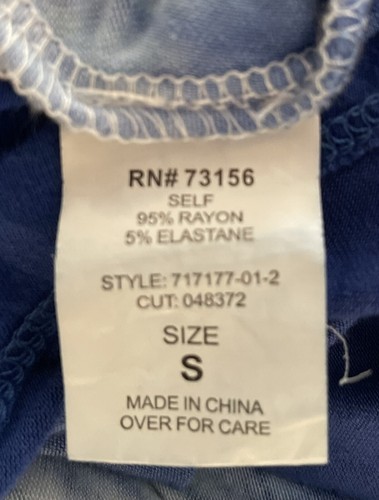 RN# 73156
SELF
95% RAYON
5% ELASTANE
STYLE: 717177-01-2
CUT: 048372
SIZE
S
MADE IN CHINA
OVER FOR CARE